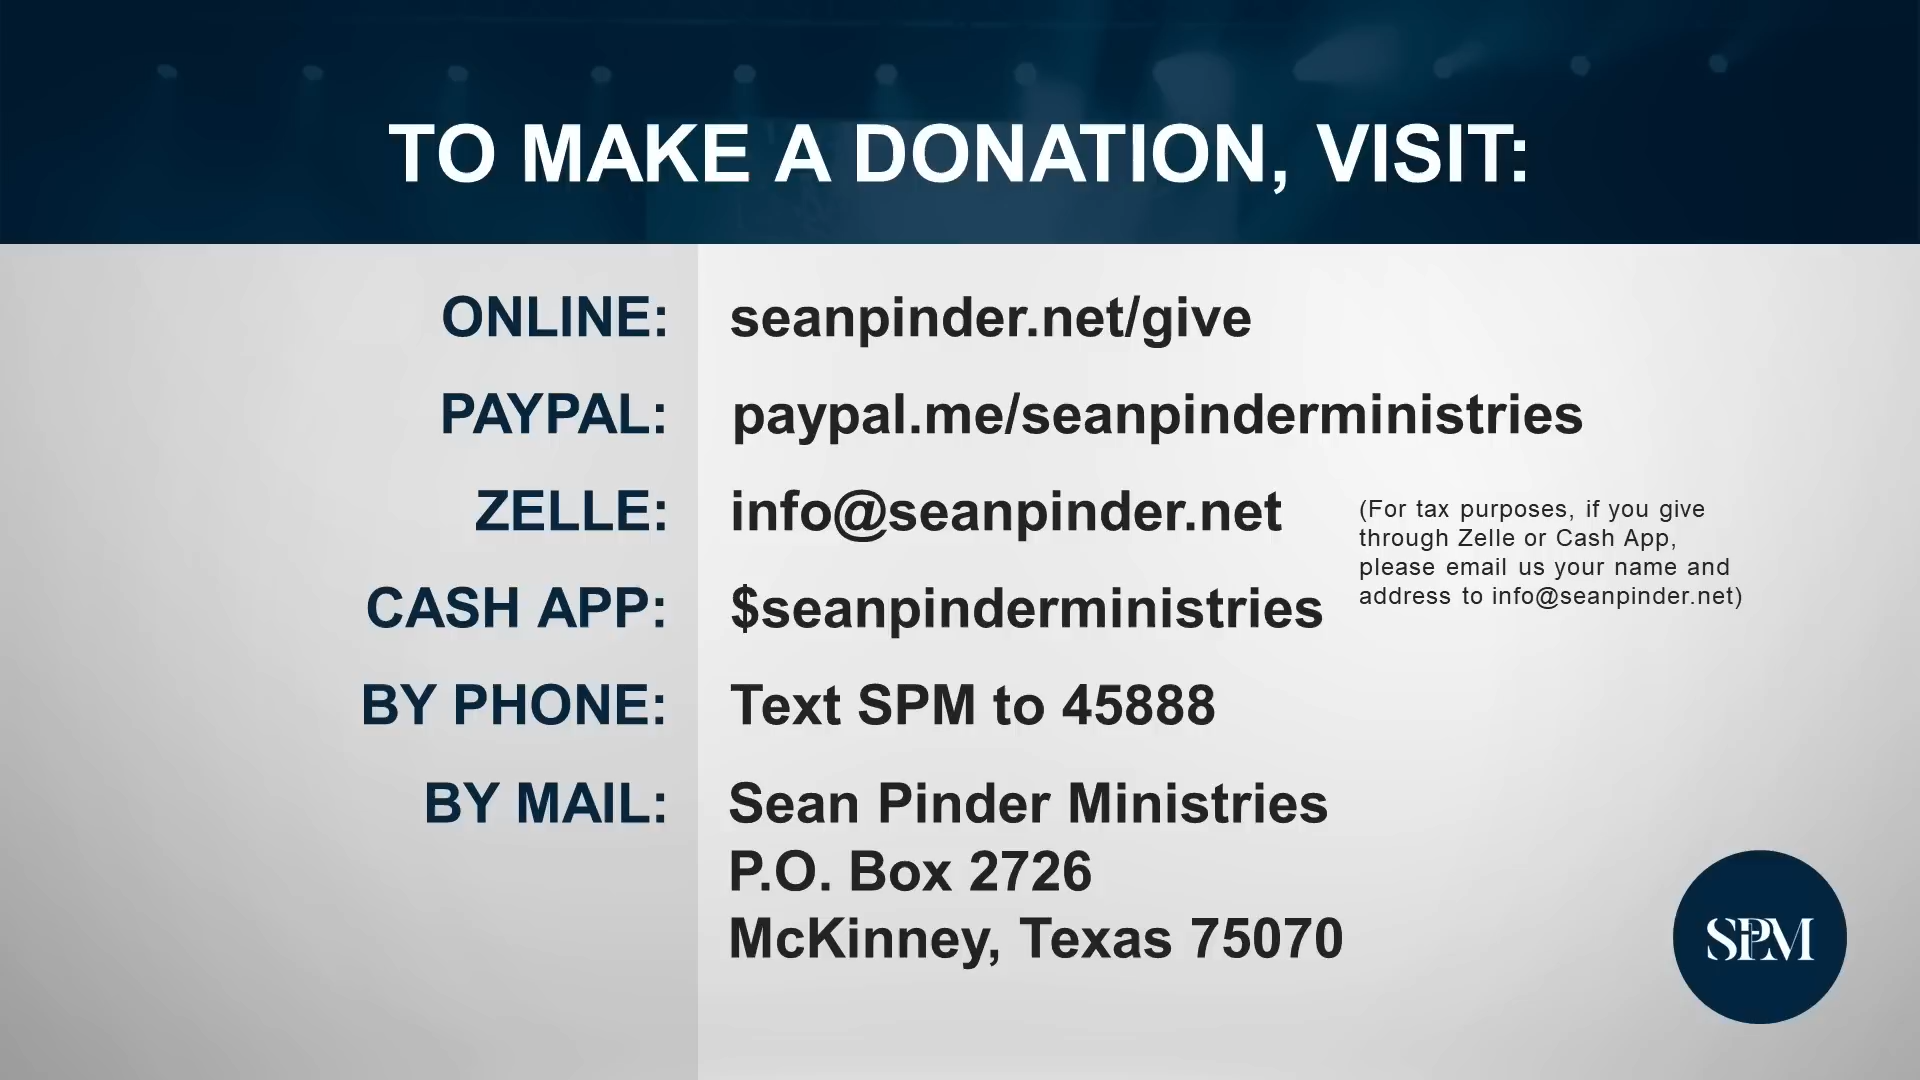 TO MAKE A DONATION, VISIT:
ONLINE: seanpinder.net/give
PAYPAL: paypal.me/seanpinderministries
ZELLE: info@seanpinder.net
CASH APP: $seanpinderministries
(For tax purposes, if you give
through Zelle or Cash App,
please email us your name and
address to info@seanpinder.net)
BY PHONE: Text SPM to 45888
BY MAIL: Sean Pinder Ministries
P.O. Box 2726
McKinney, Texas 75070
SPM